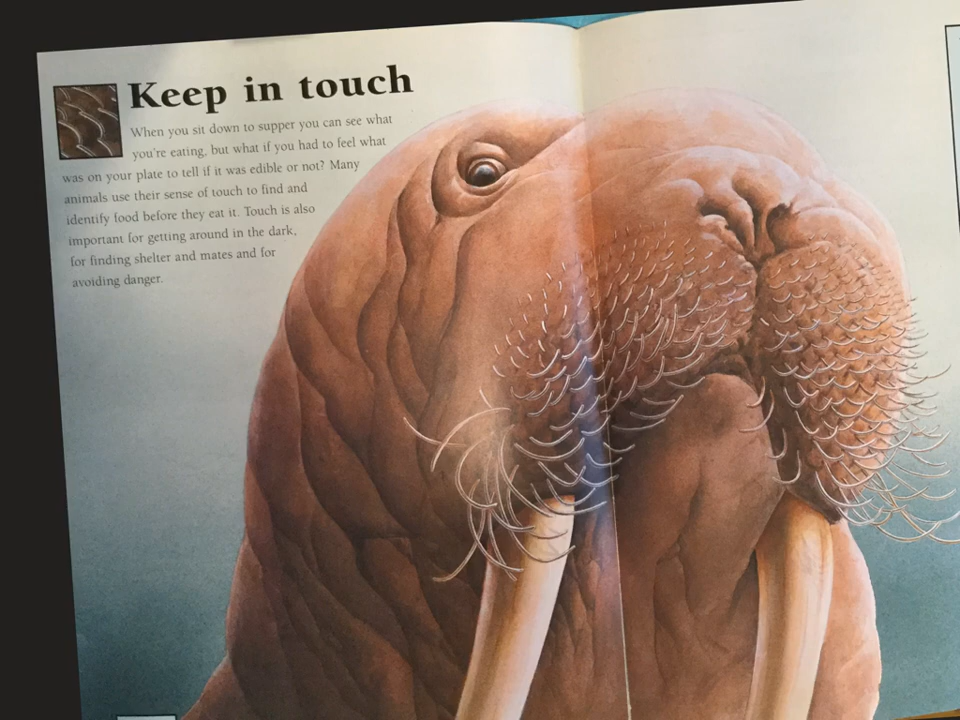 Keep in touch
When you sit down to supper you can see what
you're eating, but what if you had to feel what
was on your plate to tell if it was edible or not? Many
animals use their sense of touch to find and
identify food before they eat it. Touch is also
important for getting around in the dark,
for finding shelter and mates and for
avoiding danger.